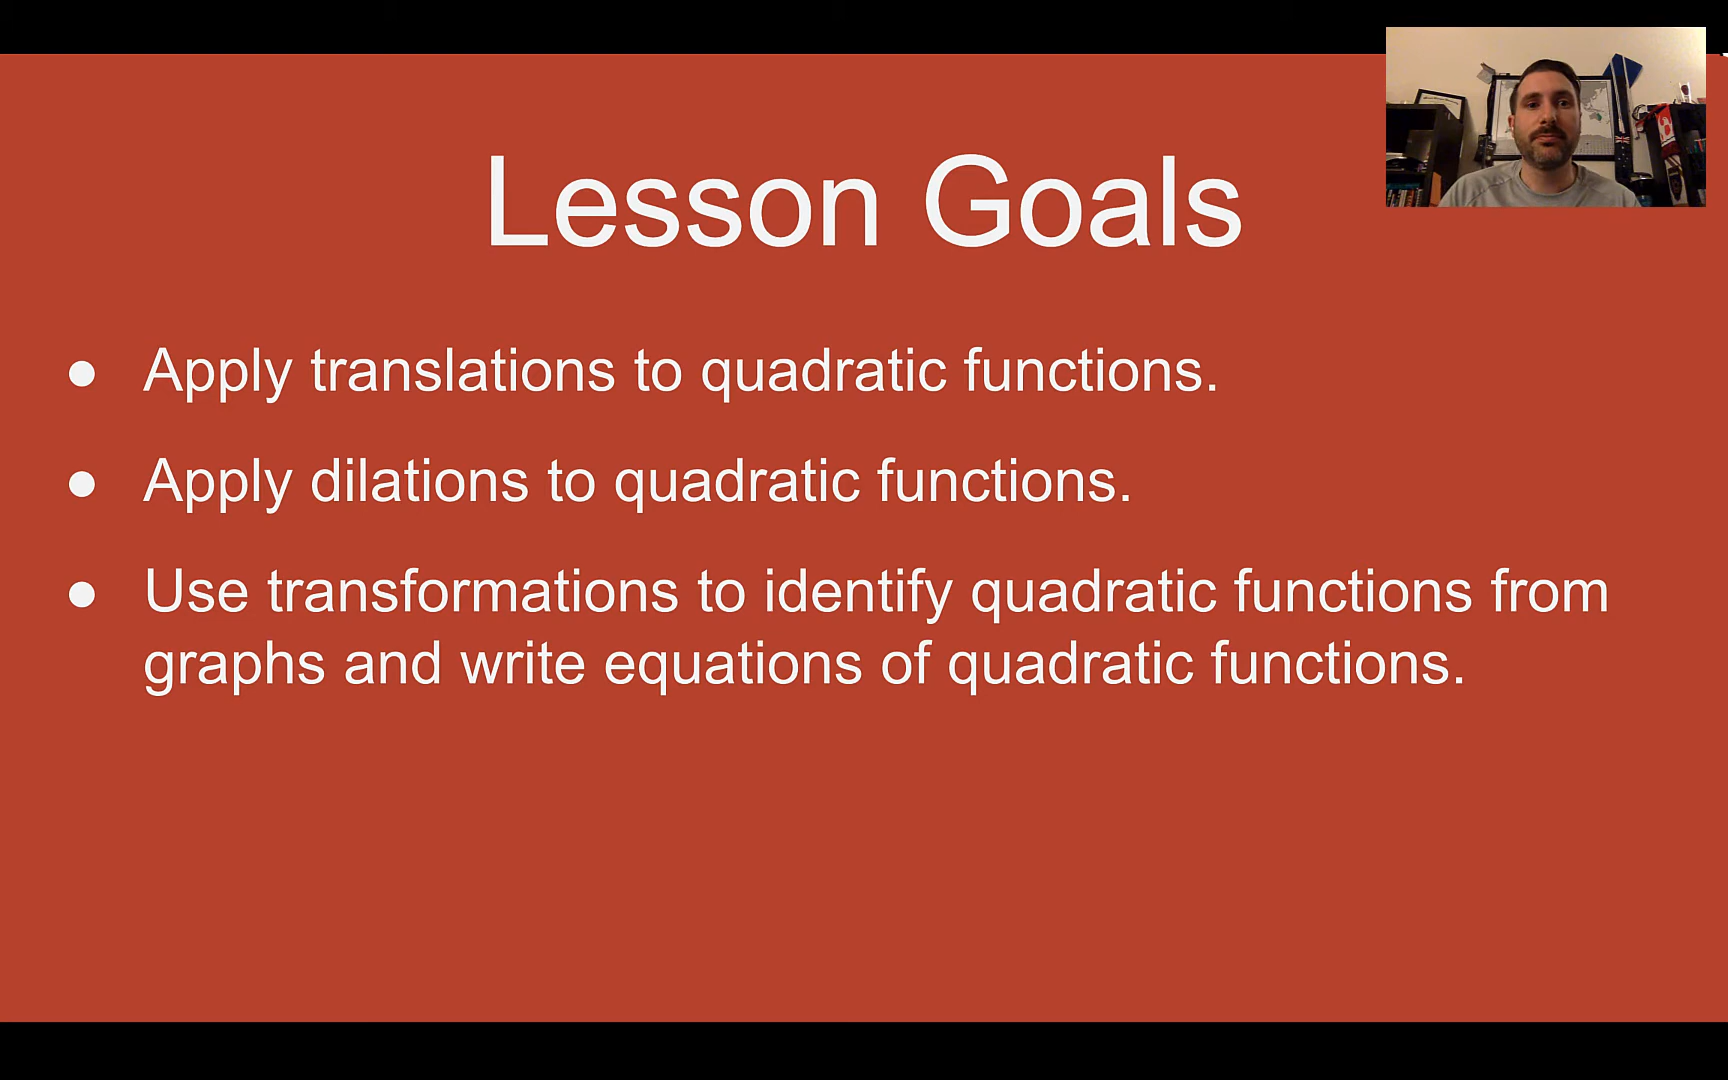 Lesson Goals
● Apply translations to quadratic functions.
● Apply dilations to quadratic functions.
● Use transformations to identify quadratic functions from
graphs and write equations of quadratic functions.